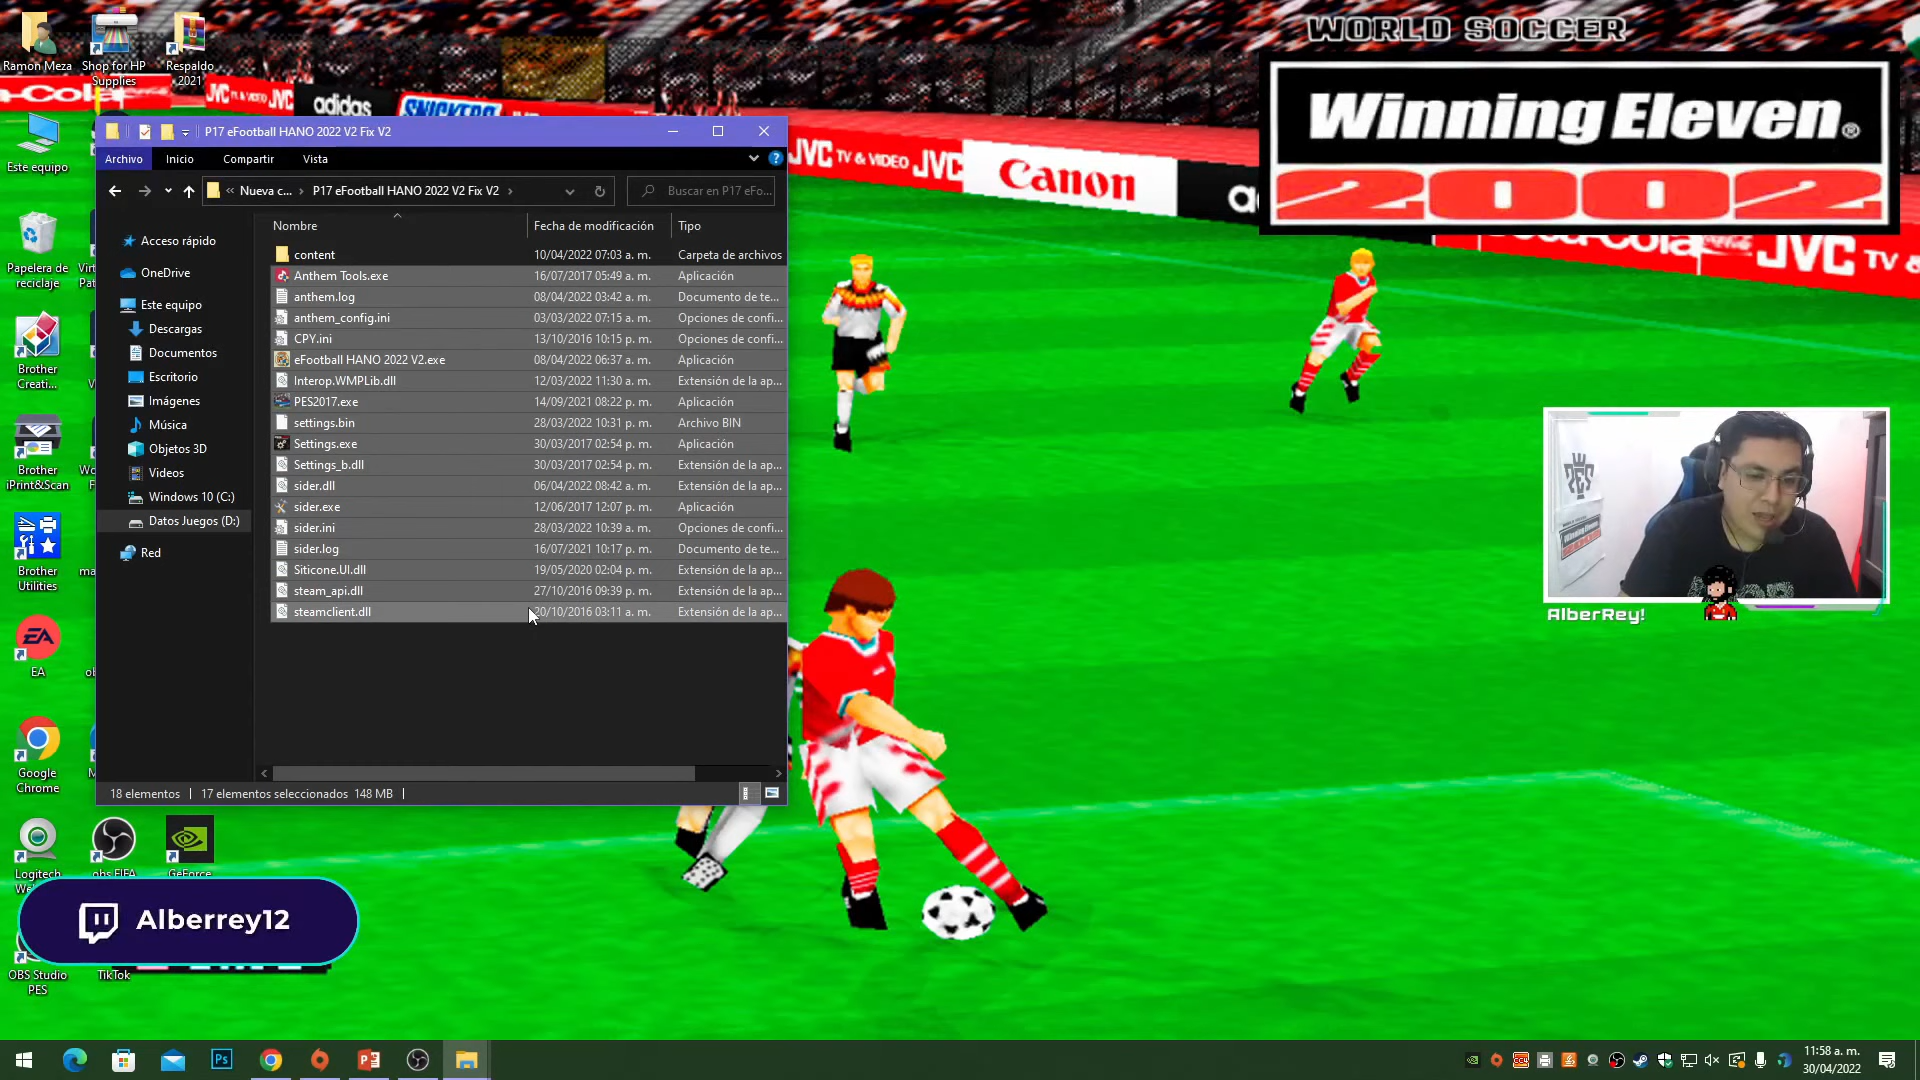 Ramon Meza
Shop for HP
Supplies
Respaldo
2021
WORLD SOCCER
Winning Eleven®
2002
JVC TV & VIDEO JVC
adidas
SNICKERS
JVC TV & VIDEO JVC
Canon
Coca-Cola
JVC TV &
P17 eFootball HANO 2022 V2 Fix V2
Archivo
Inicio
Compartir
Vista
« Nueva c... › P17 eFootball HANO 2022 V2 Fix V2 ›
Buscar en P17 eFo...
Nombre
Fecha de modificación
Tipo
content 10/04/2022 07:03 a. m. Carpeta de archivos
Anthem Tools.exe 16/07/2017 05:49 a. m. Aplicación
anthem.log 08/04/2022 03:42 a. m. Documento de te...
anthem_config.ini 03/03/2022 07:15 a. m. Opciones de confi...
CPY.ini 13/10/2016 10:15 p. m. Opciones de confi...
eFootball HANO 2022 V2.exe 08/04/2022 06:37 a. m. Aplicación
Interop.WMPLib.dll 12/03/2022 11:30 a. m. Extensión de la ap...
PES2017.exe 14/09/2021 08:22 p. m. Aplicación
settings.bin 28/03/2022 10:31 p. m. Archivo BIN
Settings.exe 30/03/2017 02:54 p. m. Aplicación
Settings_b.dll 30/03/2017 02:54 p. m. Extensión de la ap...
sider.dll 06/04/2022 08:42 a. m. Extensión de la ap...
sider.exe 12/06/2017 12:07 p. m. Aplicación
sider.ini 28/03/2022 10:39 a. m. Opciones de confi...
sider.log 16/07/2021 10:17 p. m. Documento de te...
Siticone.UI.dll 19/05/2020 02:04 p. m. Extensión de la ap...
steam_api.dll 27/10/2016 09:39 p. m. Extensión de la ap...
steamclient.dll 20/10/2016 03:11 a. m. Extensión de la ap...
Acceso rápido
OneDrive
Este equipo
Descargas
Documentos
Escritorio
Imágenes
Música
Objetos 3D
Videos
Windows 10 (C:)
Datos Juegos (D:)
Red
18 elementos
17 elementos seleccionados 148 MB
Este equipo
Papelera de
reciclaje
Brother
Creati...
Brother
iPrint&Scan
Brother
Utilities
EA
Google
Chrome
Logitech
obs FIFA
GeForce
OBS Studio
PES
TikTok
Alberrey12
PES
AlberRey!
11:58 a. m.
30/04/2022